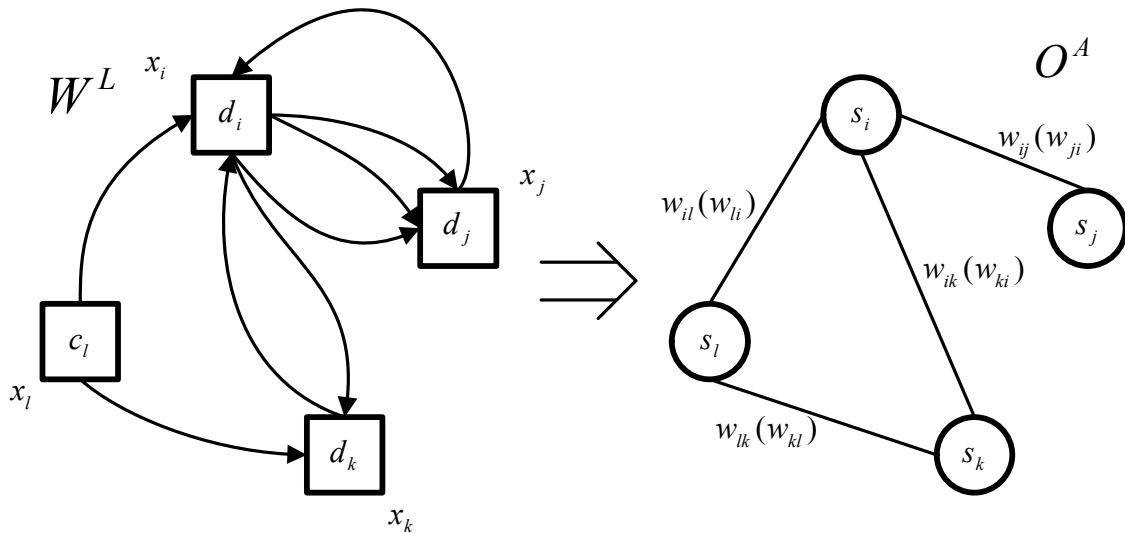 W^L
x_i
d_i
x_j
d_j
c_l
x_l
d_k
x_k
O^A
s_i
w_ij(w_ji)
s_j
w_il(w_li)
w_ik(w_ki)
s_l
w_lk(w_kl)
s_k